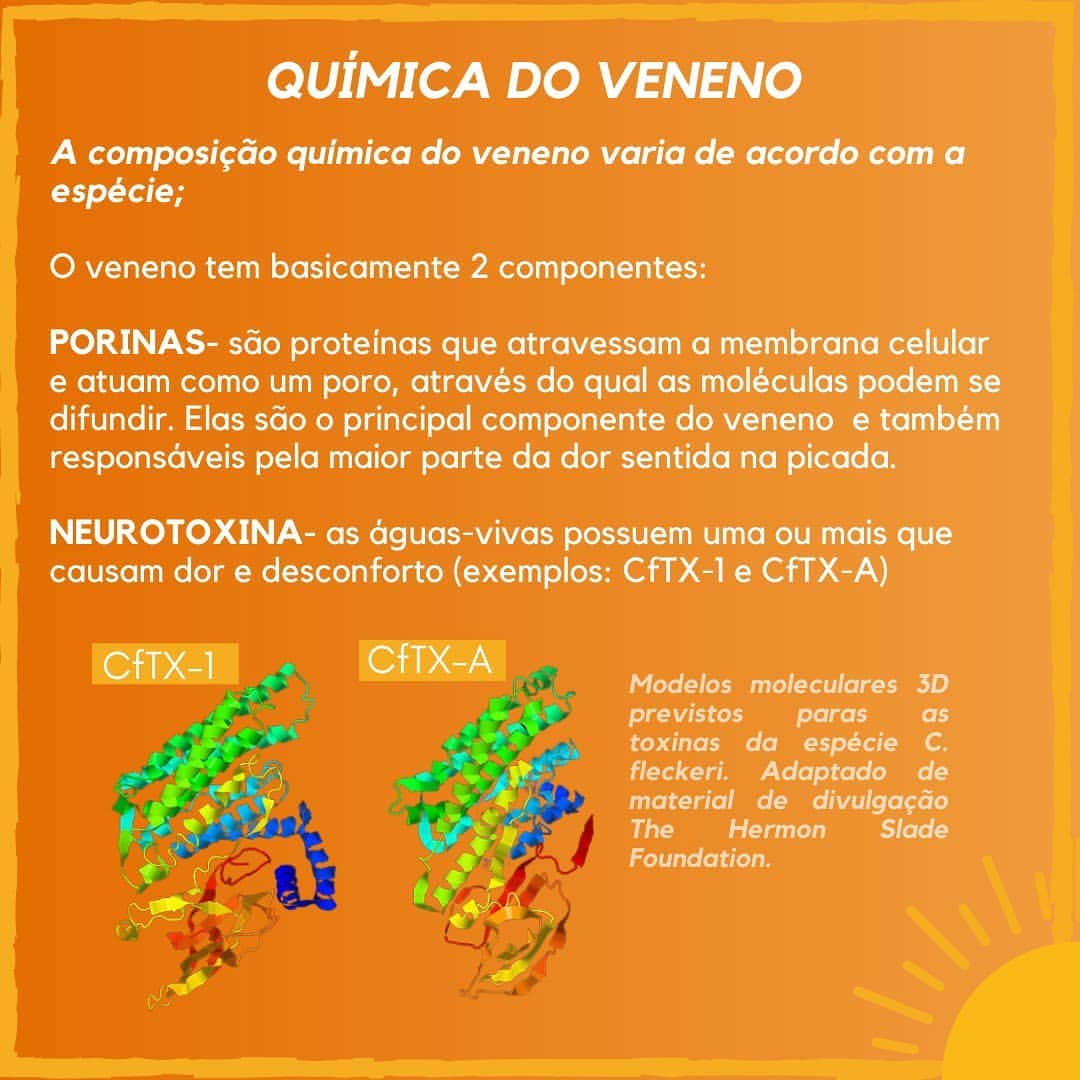 QUÍMICA DO VENENO
A composição química do veneno varia de acordo com a
espécie;
O veneno tem basicamente 2 componentes:
PORINAS- são proteínas que atravessam a membrana celular
e atuam como um poro, através do qual as moléculas podem se
difundir. Elas são o principal componente do veneno  e também
responsáveis pela maior parte da dor sentida na picada.
NEUROTOXINA- as águas-vivas possuem uma ou mais que
causam dor e desconforto (exemplos: CfTX-1 e CfTX-A)
CfTX-1
CfTX-A
Modelos moleculares 3D
previstos paras as
toxinas da espécie C.
fleckeri. Adaptado de
material de divulgação
The Hermon Slade
Foundation.